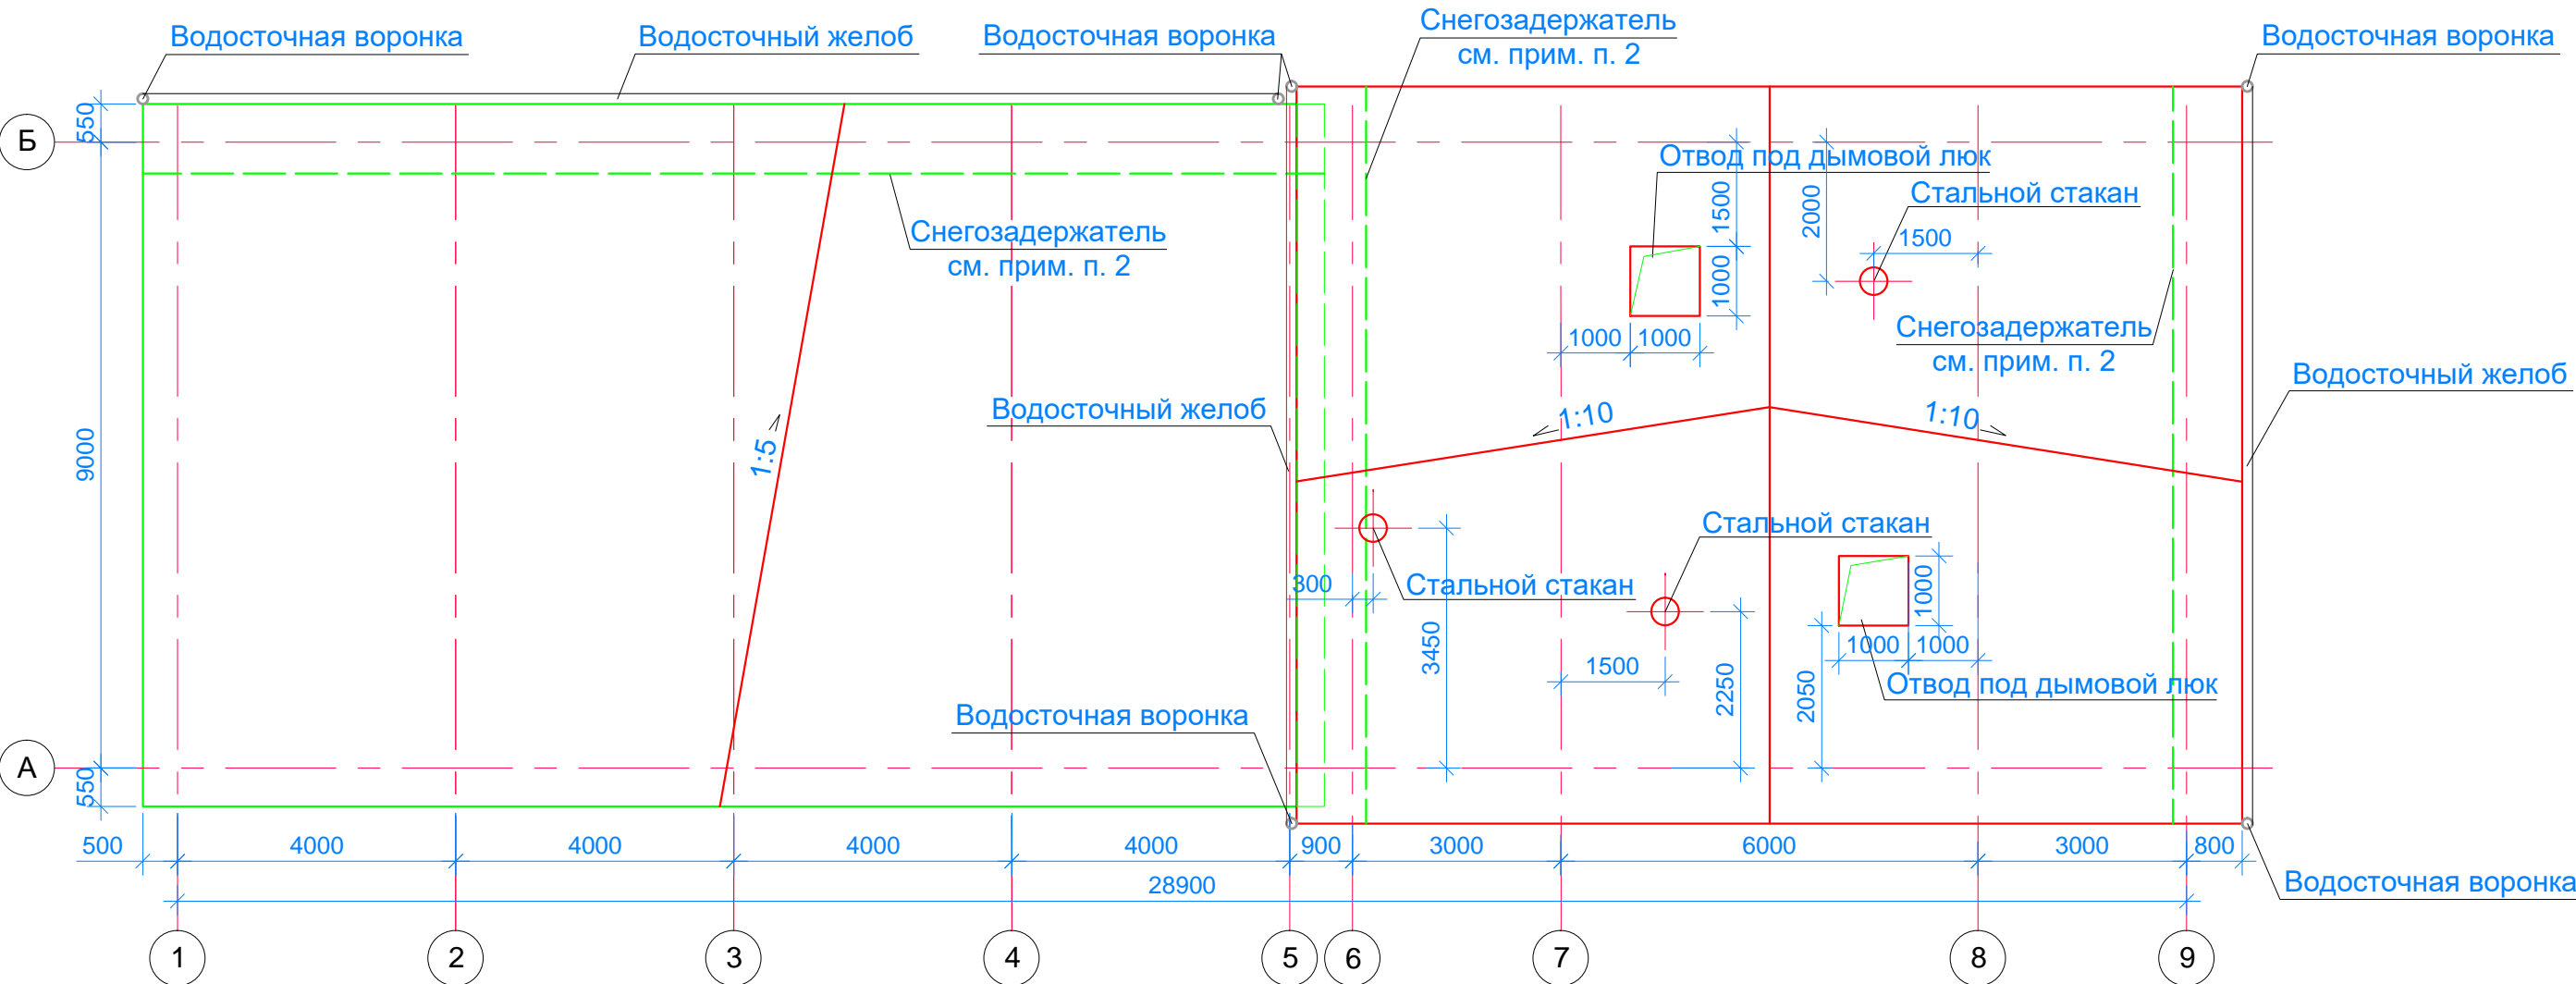 Водосточная воронка
Водосточный желоб
Водосточная воронка
Снегозадержатель
см. прим. п. 2
Водосточная воронка
550
Б
Отвод под дымовой люк
1500
2000
Стальной стакан
1500
Снегозадержатель
см. прим. п. 2
1000
1000
1000
Снегозадержатель
см. прим. п. 2
Водосточный желоб
Водосточный желоб
1:10
1:10
1:5
9000
Стальной стакан
300
Стальной стакан
1000
3450
1500
2250
1000
1000
2050
Отвод под дымовой люк
Водосточная воронка
А
550
500
4000
4000
4000
4000
900
3000
6000
3000
800
28900
Водосточная воронка
1
2
3
4
5
6
7
8
9